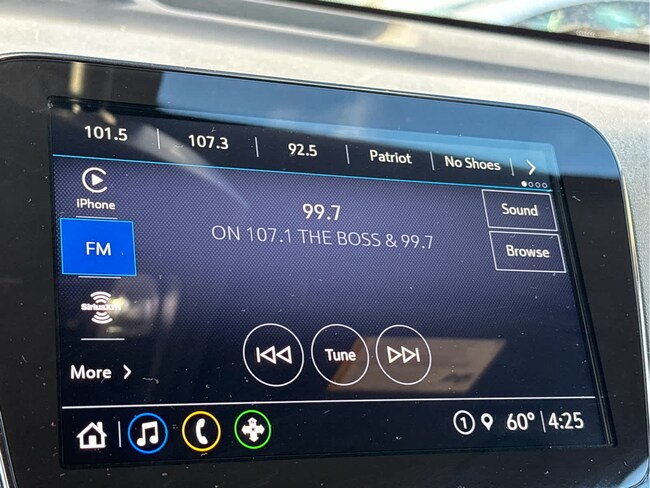 101.5 107.3 92.5 Patriot No Shoes
iPhone
99.7
Sound
ON 107.1 THE BOSS & 99.7
FM
Browse
SiriusXM
Tune
More
1 60° 4:25